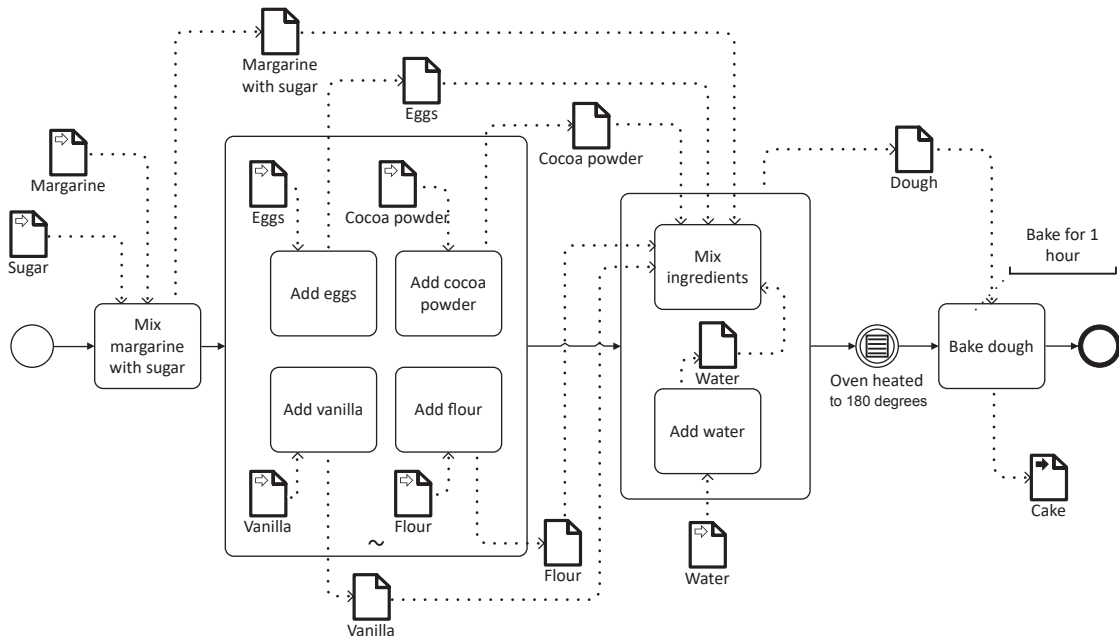 Margarine
with sugar
Eggs
Cocoa powder
Dough
Margarine
Sugar
Eggs
Cocoa powder
Bake for 1
hour
Mix
margarine
with sugar
Add eggs
Add cocoa
powder
Mix
ingredients
Water
Oven heated
to 180 degrees
Bake dough
Add vanilla
Add flour
Add water
Vanilla
Flour
~
Flour
Water
Cake
Vanilla